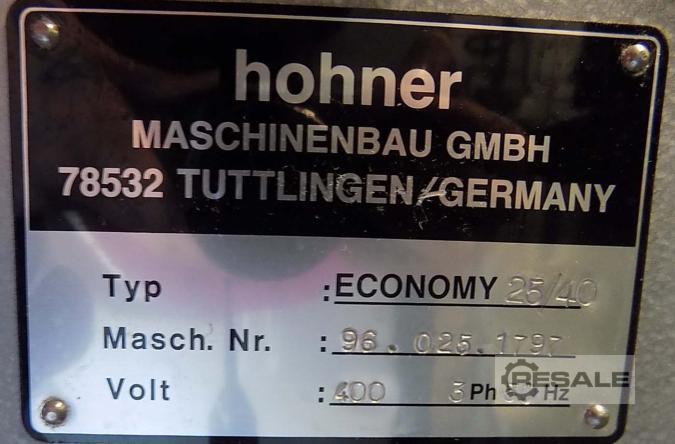 hohner
MASCHINENBAU GMBH
78532 TUTTLINGEN/GERMANY
Typ : ECONOMY 25/40
Masch. Nr. : 96.025.1797
Volt : 400 3 Ph Hz
RESALE